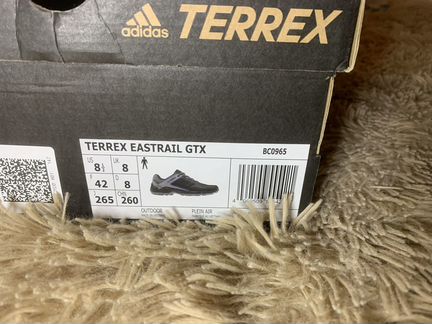 adidas TERREX
TERREX EASTRAIL GTX BC0965
US 8½ UK 8
F 42 D 8
J 265 CHN 260
OUTDOOR PLEIN AIR